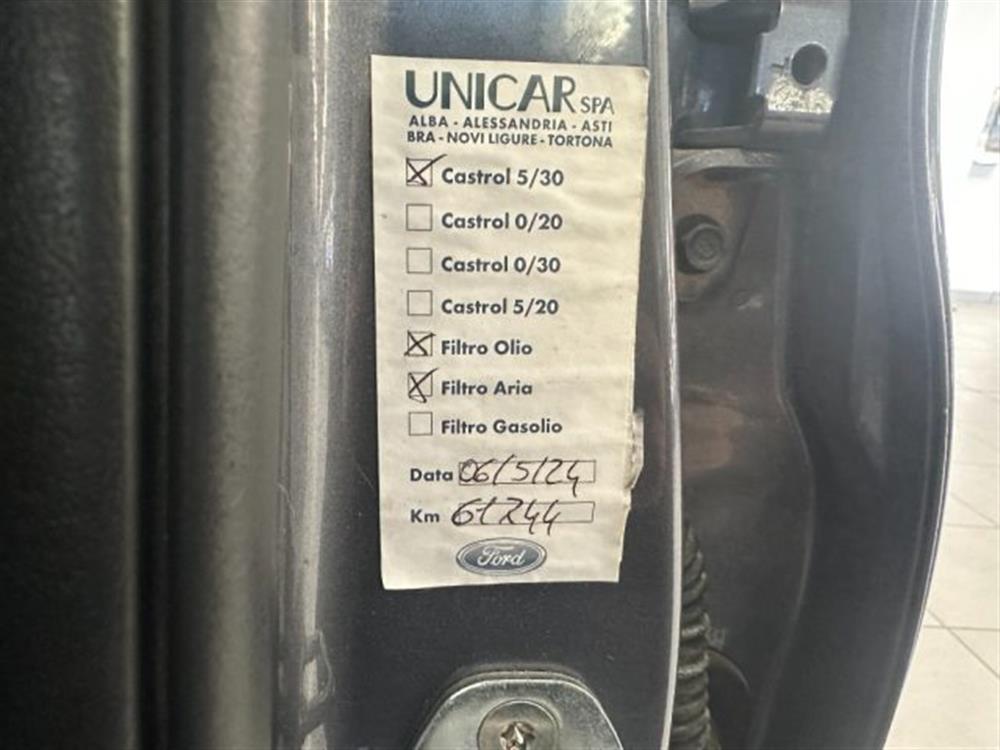 UNICAR SPA
ALBA - ALESSANDRIA - ASTI
BRA - NOVI LIGURE - TORTONA
Castrol 5/30
Castrol 0/20
Castrol 0/30
Castrol 5/20
Filtro Olio
Filtro Aria
Filtro Gasolio
Data 06/5/24
Km 61244
Ford